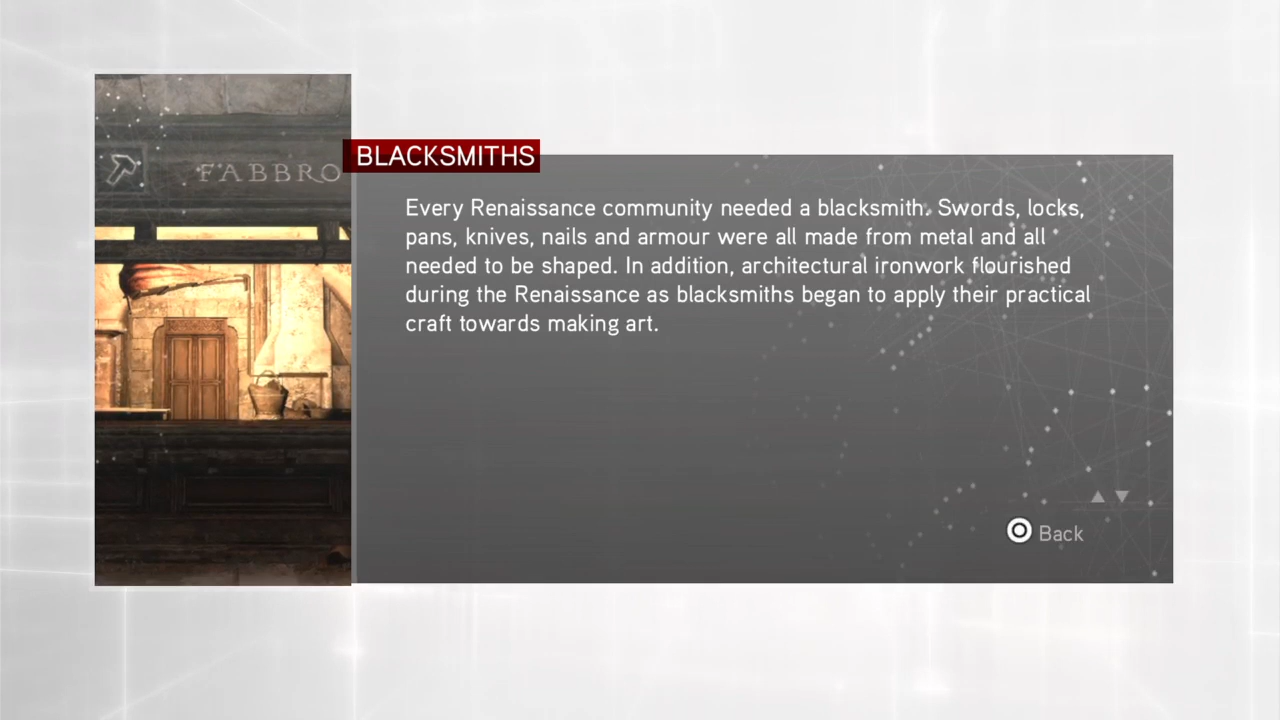 FABBRO
BLACKSMITHS
Every Renaissance community needed a blacksmith. Swords, locks,
pans, knives, nails and armour were all made from metal and all
needed to be shaped. In addition, architectural ironwork flourished
during the Renaissance as blacksmiths began to apply their practical
craft towards making art.
Back